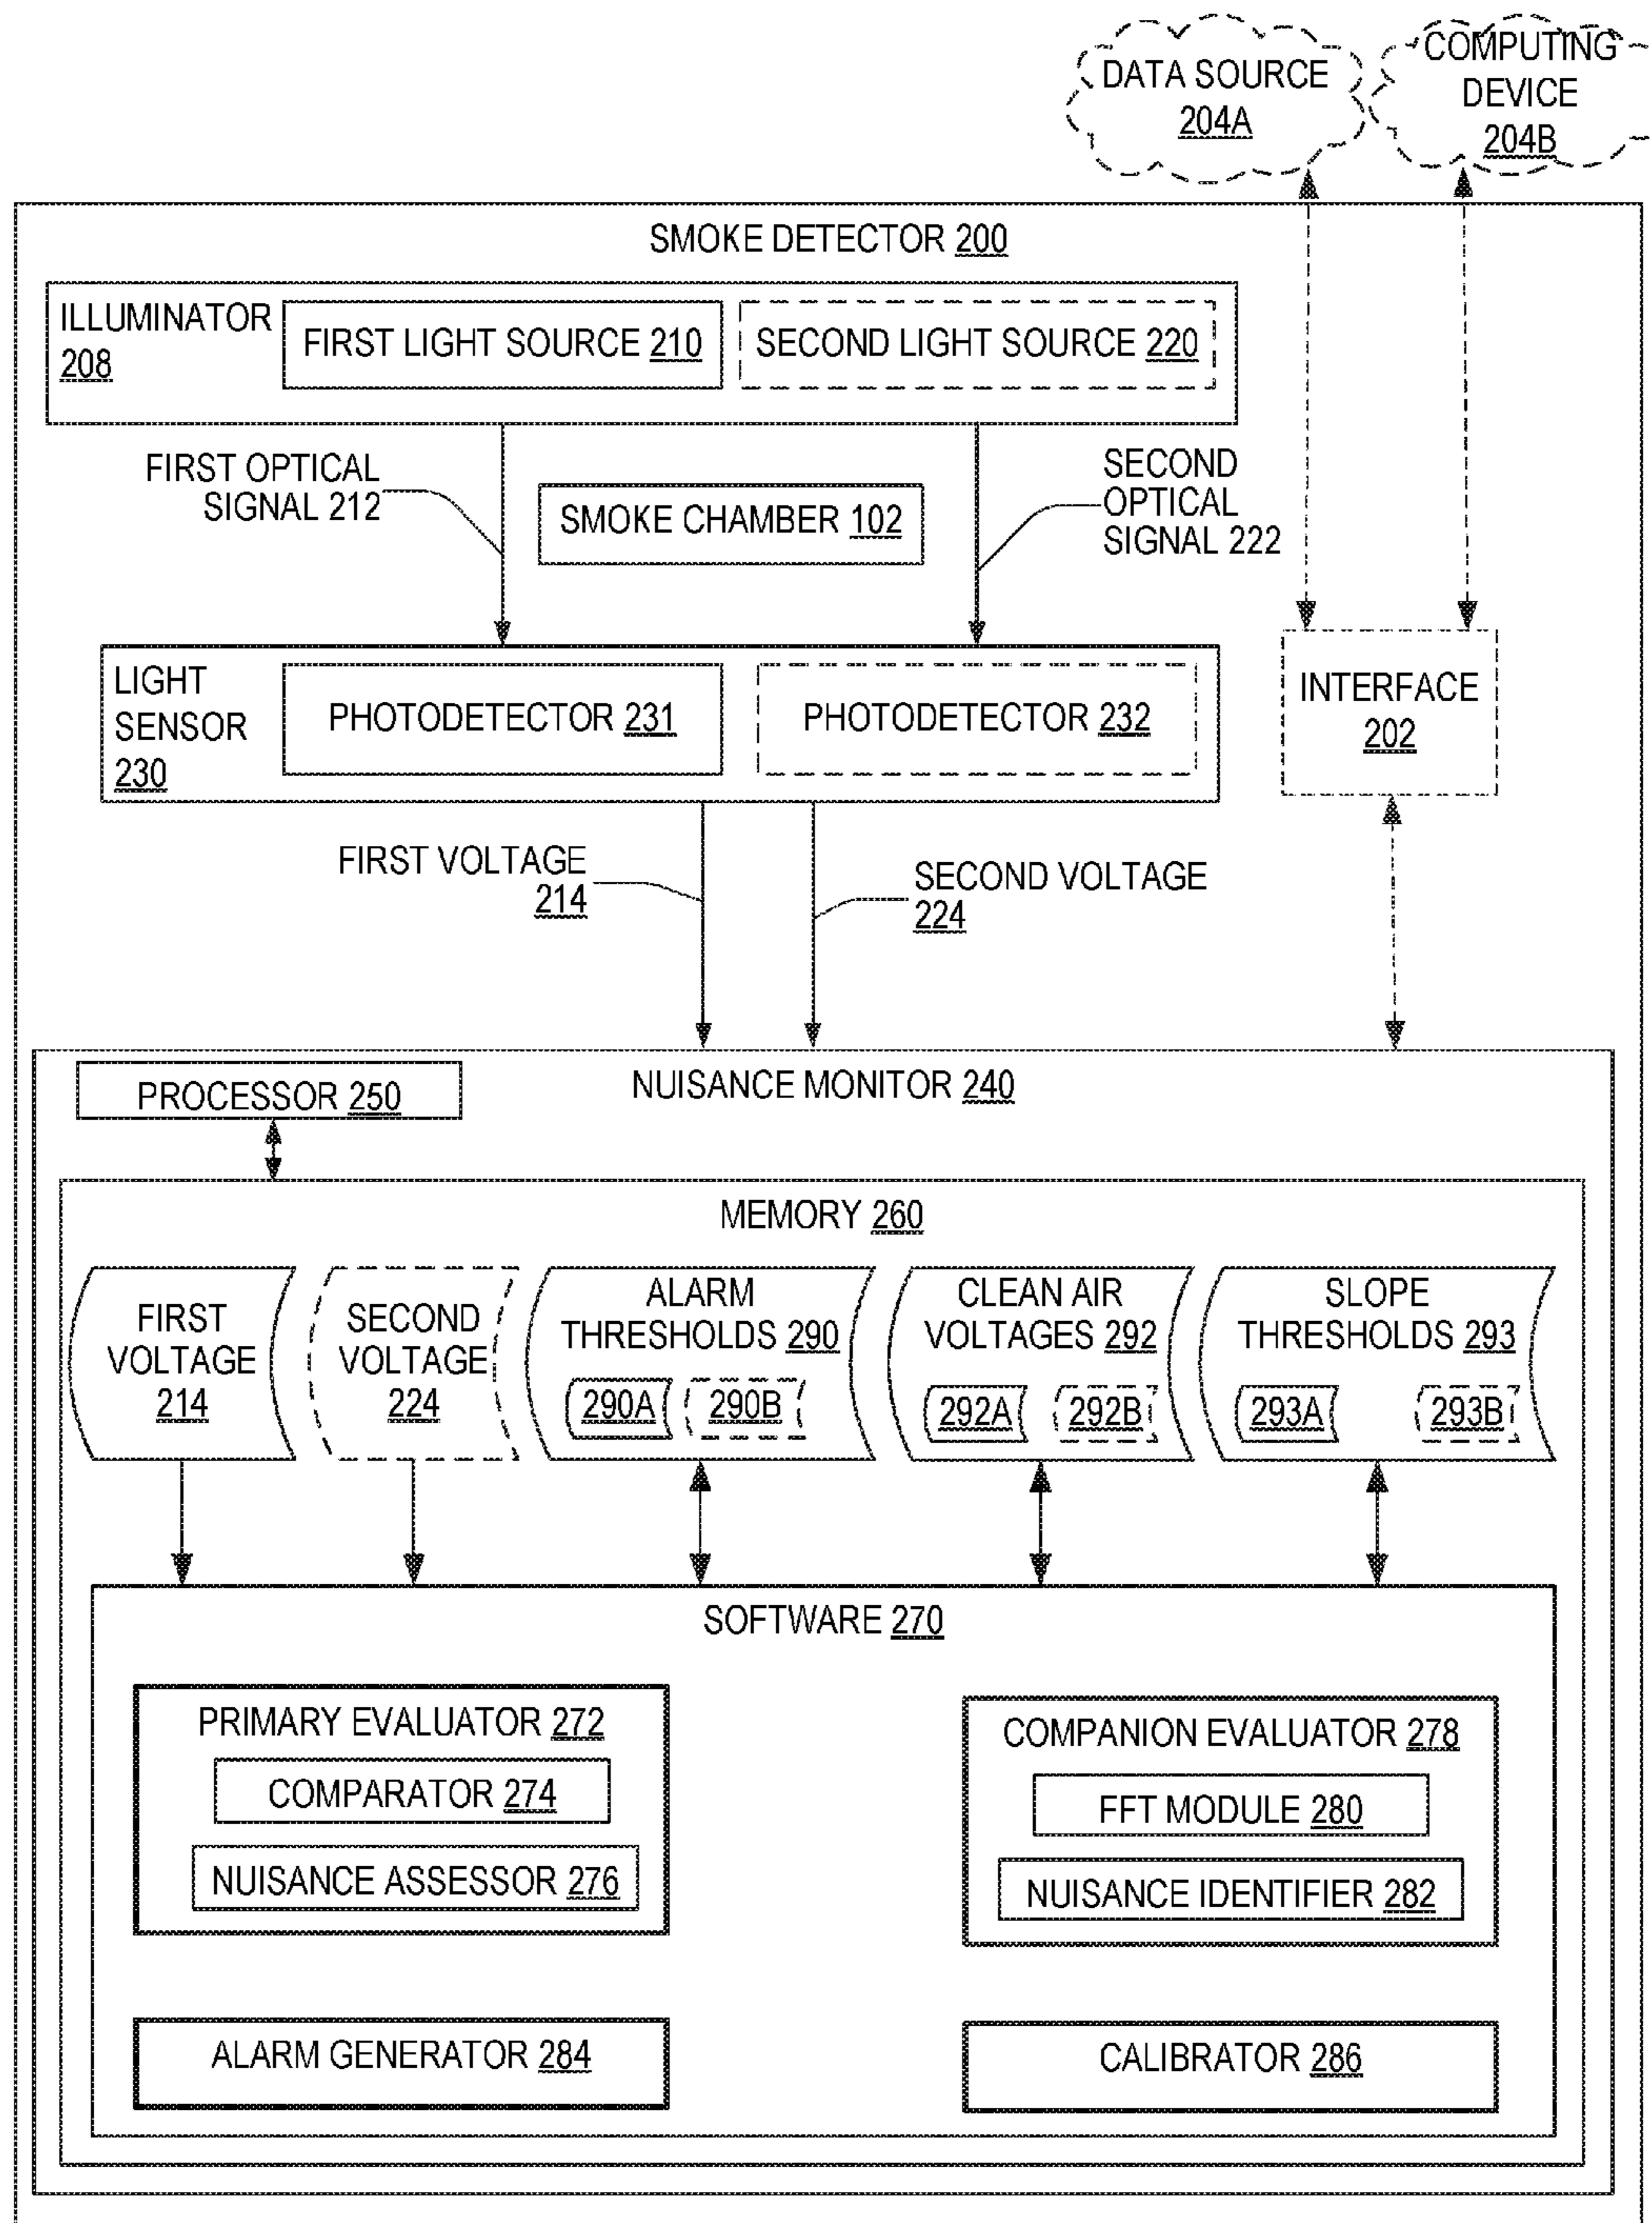 DATA SOURCE
204A
COMPUTING
DEVICE
204B
SMOKE DETECTOR 200
ILLUMINATOR
208
FIRST LIGHT SOURCE 210
SECOND LIGHT SOURCE 220
FIRST OPTICAL
SIGNAL 212
SMOKE CHAMBER 102
SECOND
OPTICAL
SIGNAL 222
LIGHT
SENSOR
230
PHOTODETECTOR 231
PHOTODETECTOR 232
INTERFACE
202
FIRST VOLTAGE
214
SECOND VOLTAGE
224
PROCESSOR 250
NUISANCE MONITOR 240
MEMORY 260
FIRST
VOLTAGE
214
SECOND
VOLTAGE
224
ALARM
THRESHOLDS 290
290A
290B
CLEAN AIR
VOLTAGES 292
292A
292B
SLOPE
THRESHOLDS 293
293A
293B
SOFTWARE 270
PRIMARY EVALUATOR 272
COMPARATOR 274
NUISANCE ASSESSOR 276
COMPANION EVALUATOR 278
FFT MODULE 280
NUISANCE IDENTIFIER 282
ALARM GENERATOR 284
CALIBRATOR 286